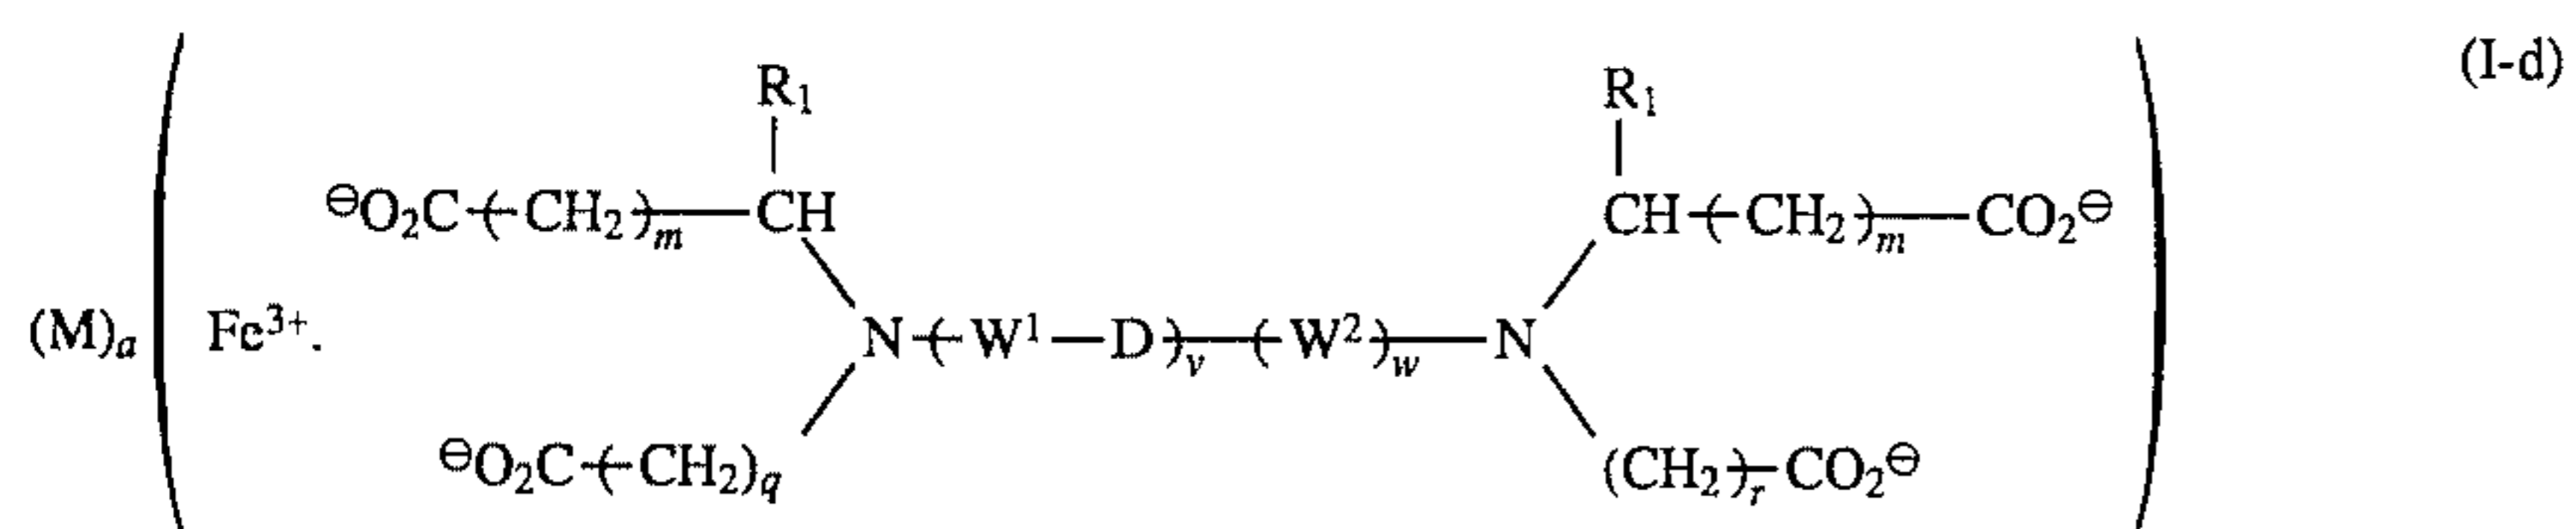 (I-d)
R₁ R₁
⊖O₂C-(-CH₂)ₘ—CH CH-(-CH₂)ₘ—CO₂⊖
(M)ₐ ( Fe³⁺. N-(-W¹—D)ᵥ—(-W²)w—N )
⊖O₂C-(-CH₂)q (CH₂)ᵣ-CO₂⊖